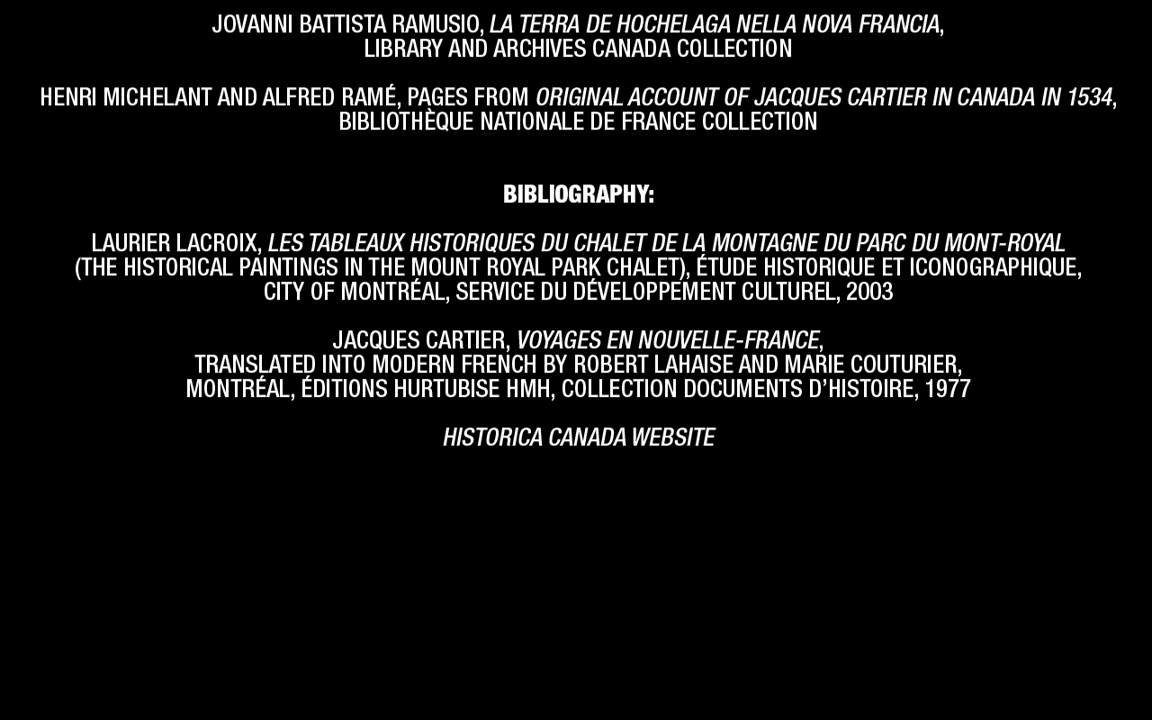 JOVANNI BATTISTA RAMUSIO, LA TERRA DE HOCHELAGA NELLA NOVA FRANCIA,
LIBRARY AND ARCHIVES CANADA COLLECTION
HENRI MICHELANT AND ALFRED RAMÉ, PAGES FROM ORIGINAL ACCOUNT OF JACQUES CARTIER IN CANADA IN 1534,
BIBLIOTHÈQUE NATIONALE DE FRANCE COLLECTION
BIBLIOGRAPHY:
LAURIER LACROIX, LES TABLEAUX HISTORIQUES DU CHALET DE LA MONTAGNE DU PARC DU MONT-ROYAL
(THE HISTORICAL PAINTINGS IN THE MOUNT ROYAL PARK CHALET), ÉTUDE HISTORIQUE ET ICONOGRAPHIQUE,
CITY OF MONTRÉAL, SERVICE DU DÉVELOPPEMENT CULTUREL, 2003
JACQUES CARTIER, VOYAGES EN NOUVELLE-FRANCE,
TRANSLATED INTO MODERN FRENCH BY ROBERT LAHAISE AND MARIE COUTURIER,
MONTRÉAL, ÉDITIONS HURTUBISE HMH, COLLECTION DOCUMENTS D'HISTOIRE, 1977
HISTORICA CANADA WEBSITE